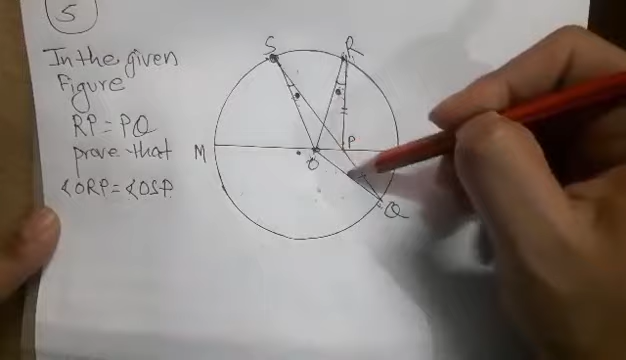 5
In the given
figure
RP = PQ
prove that
∢ORP = ∢OSP.
S
R
M
O
P
Q